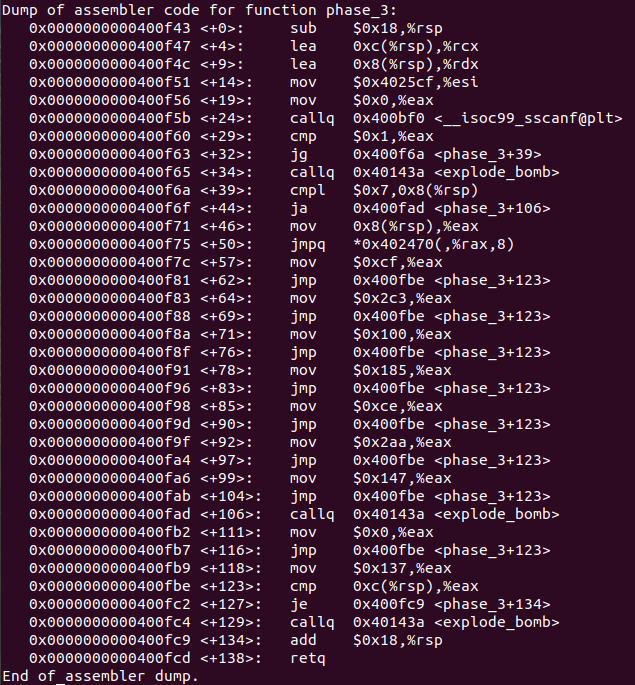 Dump of assembler code for function phase_3:
0x0000000000400f43 <+0>: sub $0x18,%rsp
0x0000000000400f47 <+4>: lea 0xc(%rsp),%rcx
0x0000000000400f4c <+9>: lea 0x8(%rsp),%rdx
0x0000000000400f51 <+14>: mov $0x4025cf,%esi
0x0000000000400f56 <+19>: mov $0x0,%eax
0x0000000000400f5b <+24>: callq 0x400bf0 <__isoc99_sscanf@plt>
0x0000000000400f60 <+29>: cmp $0x1,%eax
0x0000000000400f63 <+32>: jg 0x400f6a <phase_3+39>
0x0000000000400f65 <+34>: callq 0x40143a <explode_bomb>
0x0000000000400f6a <+39>: cmpl $0x7,0x8(%rsp)
0x0000000000400f6f <+44>: ja 0x400fad <phase_3+106>
0x0000000000400f71 <+46>: mov 0x8(%rsp),%eax
0x0000000000400f75 <+50>: jmpq *0x402470(,%rax,8)
0x0000000000400f7c <+57>: mov $0xcf,%eax
0x0000000000400f81 <+62>: jmp 0x400fbe <phase_3+123>
0x0000000000400f83 <+64>: mov $0x2c3,%eax
0x0000000000400f88 <+69>: jmp 0x400fbe <phase_3+123>
0x0000000000400f8a <+71>: mov $0x100,%eax
0x0000000000400f8f <+76>: jmp 0x400fbe <phase_3+123>
0x0000000000400f91 <+78>: mov $0x185,%eax
0x0000000000400f96 <+83>: jmp 0x400fbe <phase_3+123>
0x0000000000400f98 <+85>: mov $0xce,%eax
0x0000000000400f9d <+90>: jmp 0x400fbe <phase_3+123>
0x0000000000400f9f <+92>: mov $0x2aa,%eax
0x0000000000400fa4 <+97>: jmp 0x400fbe <phase_3+123>
0x0000000000400fa6 <+99>: mov $0x147,%eax
0x0000000000400fab <+104>: jmp 0x400fbe <phase_3+123>
0x0000000000400fad <+106>: callq 0x40143a <explode_bomb>
0x0000000000400fb2 <+111>: mov $0x0,%eax
0x0000000000400fb7 <+116>: jmp 0x400fbe <phase_3+123>
0x0000000000400fb9 <+118>: mov $0x137,%eax
0x0000000000400fbe <+123>: cmp 0xc(%rsp),%eax
0x0000000000400fc2 <+127>: je 0x400fc9 <phase_3+134>
0x0000000000400fc4 <+129>: callq 0x40143a <explode_bomb>
0x0000000000400fc9 <+134>: add $0x18,%rsp
0x0000000000400fcd <+138>: retq
End of assembler dump.